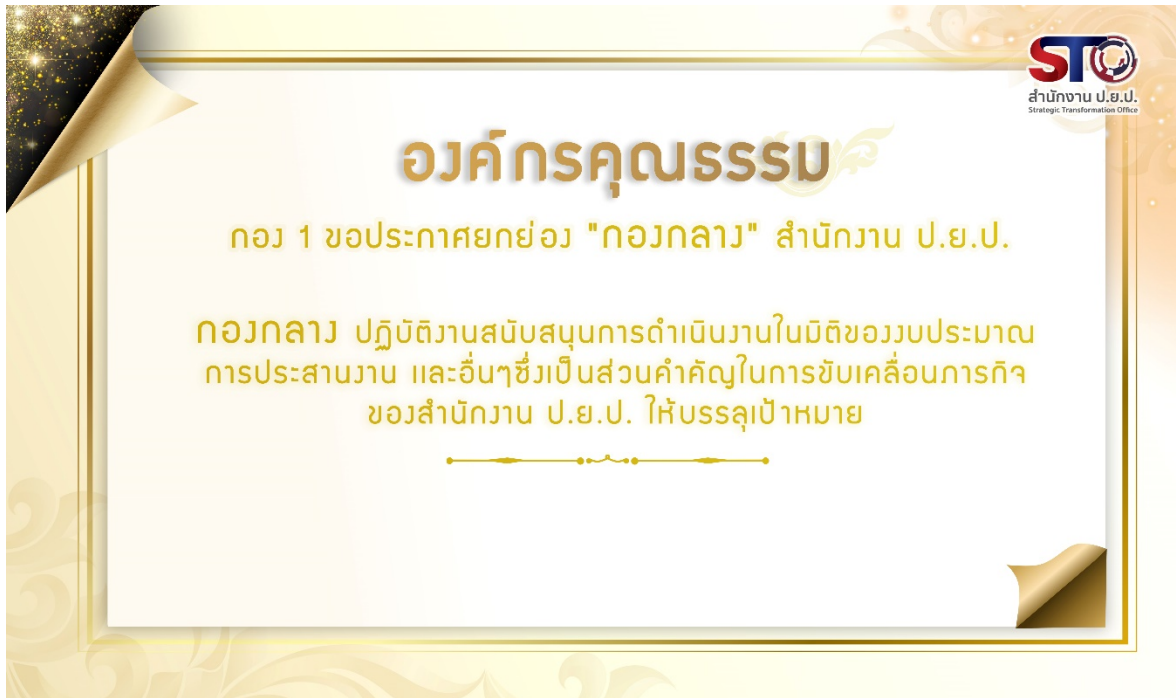 STO
สำนักงาน ป.ย.ป.
Strategic Transformation Office
องค์กรคุณธรรม
กอง 1 ขอประกาศยกย่อง "กองกลาง" สำนักงาน ป.ย.ป.
กองกลาง ปฏิบัติงานสนับสนุนการดำเนินงานในมิติของงบประมาณ
การประสานงาน และอื่นๆซึ่งเป็นส่วนคำคัญในการขับเคลื่อนภารกิจ
ของสำนักงาน ป.ย.ป. ให้บรรลุเป้าหมาย